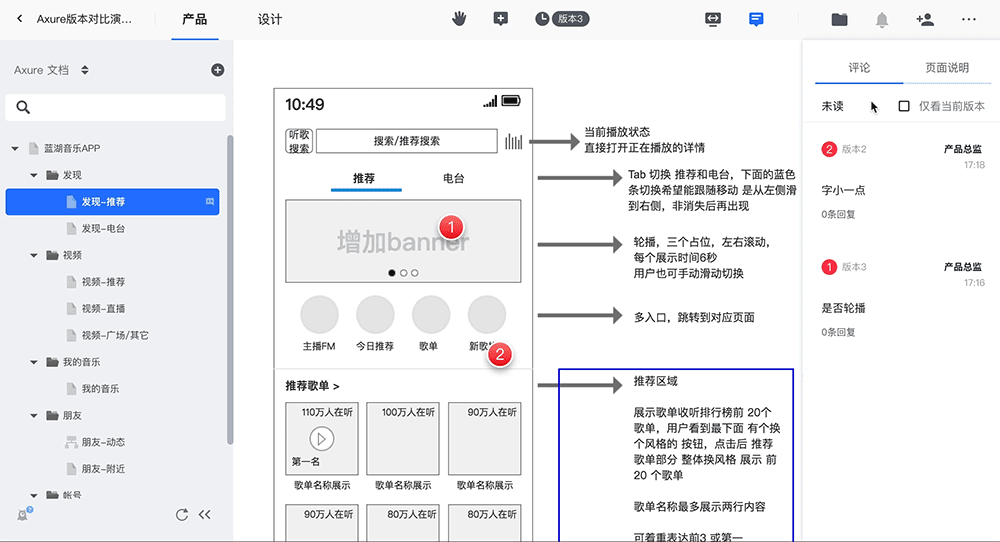 Axure版本对比演... 产品 设计 版本3
Axure 文档
蓝湖音乐APP
发现
发现-推荐
发现-电台
视频
视频-推荐
视频-直播
视频-广场/其它
我的音乐
我的音乐
朋友
朋友-动态
朋友-附近
帐号
10:49
听歌
搜索
搜索/推荐搜索
推荐 电台
增加banner
1
主播FM 今日推荐 歌单 新歌
2
推荐歌单 >
110万人在听 100万人在听 90万人在听
第一名
歌单名称展示 歌单名称展示 歌单名称展示
90万人在听 80万人在听 80万人在听
当前播放状态
直接打开正在播放的详情
Tab 切换 推荐和电台，下面的蓝色
条切换希望能跟随移动 是从左侧滑
到右侧，非消失后再出现
轮播，三个占位，左右滚动，
每个展示时间6秒
用户也可手动滑动切换
多入口，跳转到对应页面
推荐区域
展示歌单收听排行榜前 20个
歌单，用户看到最下面 有个换
个风格的 按钮，点击后 推荐
歌单部分 整体换风格 展示 前
20 个歌单
歌单名称最多展示两行内容
可着重表达前3 或第一
评论 页面说明
未读 仅看当前版本
2 版本2 产品总监
17:18
字小一点
0条回复
1 版本3 产品总监
17:16
是否轮播
0条回复